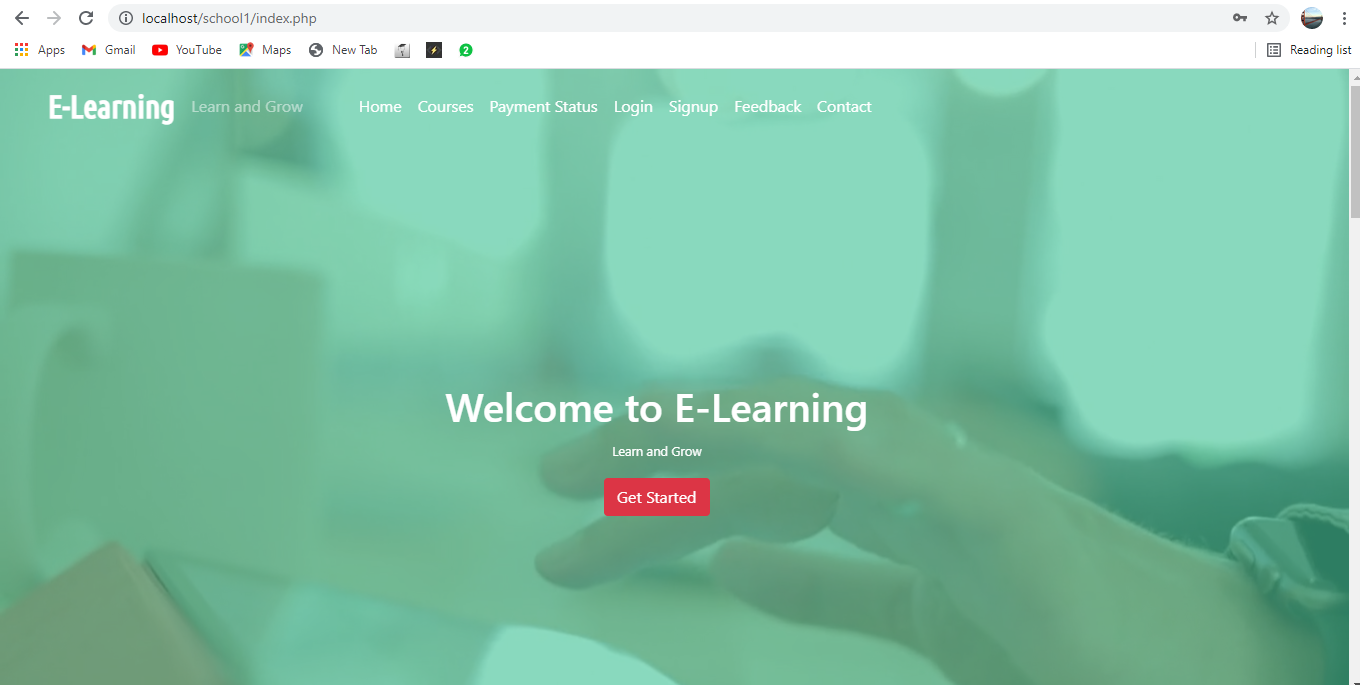 localhost/school1/index.php
Apps Gmail YouTube Maps New Tab 2 Reading list
E-Learning Learn and Grow Home Courses Payment Status Login Signup Feedback Contact
Welcome to E-Learning
Learn and Grow
Get Started